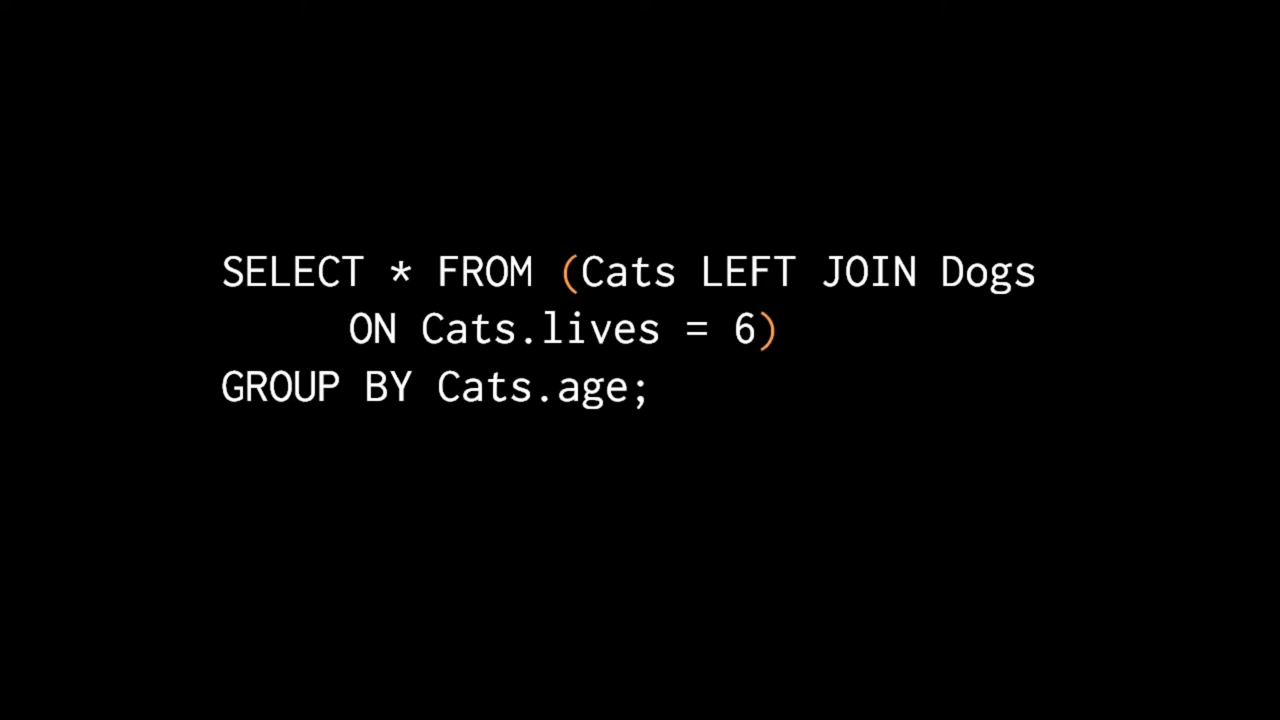 SELECT * FROM (Cats LEFT JOIN Dogs
ON Cats.lives = 6)
GROUP BY Cats.age;